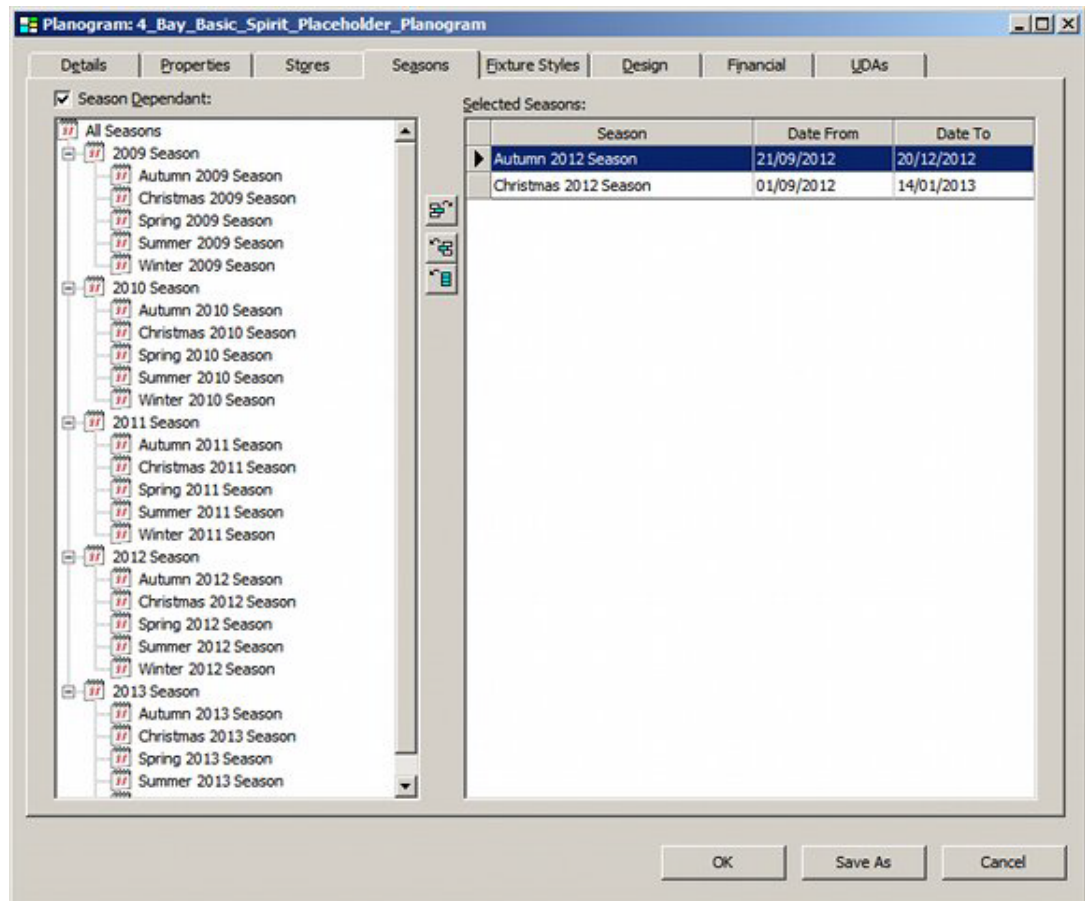 Planogram: 4_Bay_Basic_Spirit_Placeholder_Planogram
Details Properties Stores Seasons Fixture Styles Design Financial UDAs
Season Dependant:
All Seasons
2009 Season
Autumn 2009 Season
Christmas 2009 Season
Spring 2009 Season
Summer 2009 Season
Winter 2009 Season
2010 Season
Autumn 2010 Season
Christmas 2010 Season
Spring 2010 Season
Summer 2010 Season
Winter 2010 Season
2011 Season
Autumn 2011 Season
Christmas 2011 Season
Spring 2011 Season
Summer 2011 Season
Winter 2011 Season
2012 Season
Autumn 2012 Season
Christmas 2012 Season
Spring 2012 Season
Summer 2012 Season
Winter 2012 Season
2013 Season
Autumn 2013 Season
Christmas 2013 Season
Spring 2013 Season
Summer 2013 Season
Selected Seasons:
Season Date From Date To
Autumn 2012 Season 21/09/2012 20/12/2012
Christmas 2012 Season 01/09/2012 14/01/2013
OK Save As Cancel